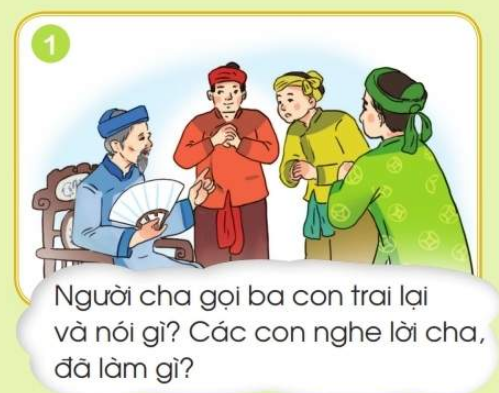 1
Người cha gọi ba con trai lại
và nói gì? Các con nghe lời cha,
đã làm gì?